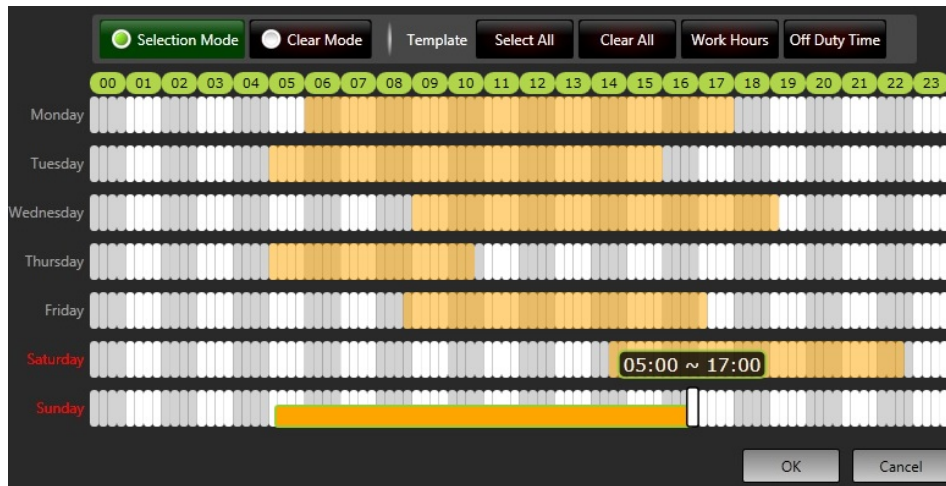 Selection Mode Clear Mode Template Select All Clear All Work Hours Off Duty Time
00 01 02 03 04 05 06 07 08 09 10 11 12 13 14 15 16 17 18 19 20 21 22 23
Monday
Tuesday
Wednesday
Thursday
Friday
Saturday 05:00 ~ 17:00
Sunday
OK Cancel